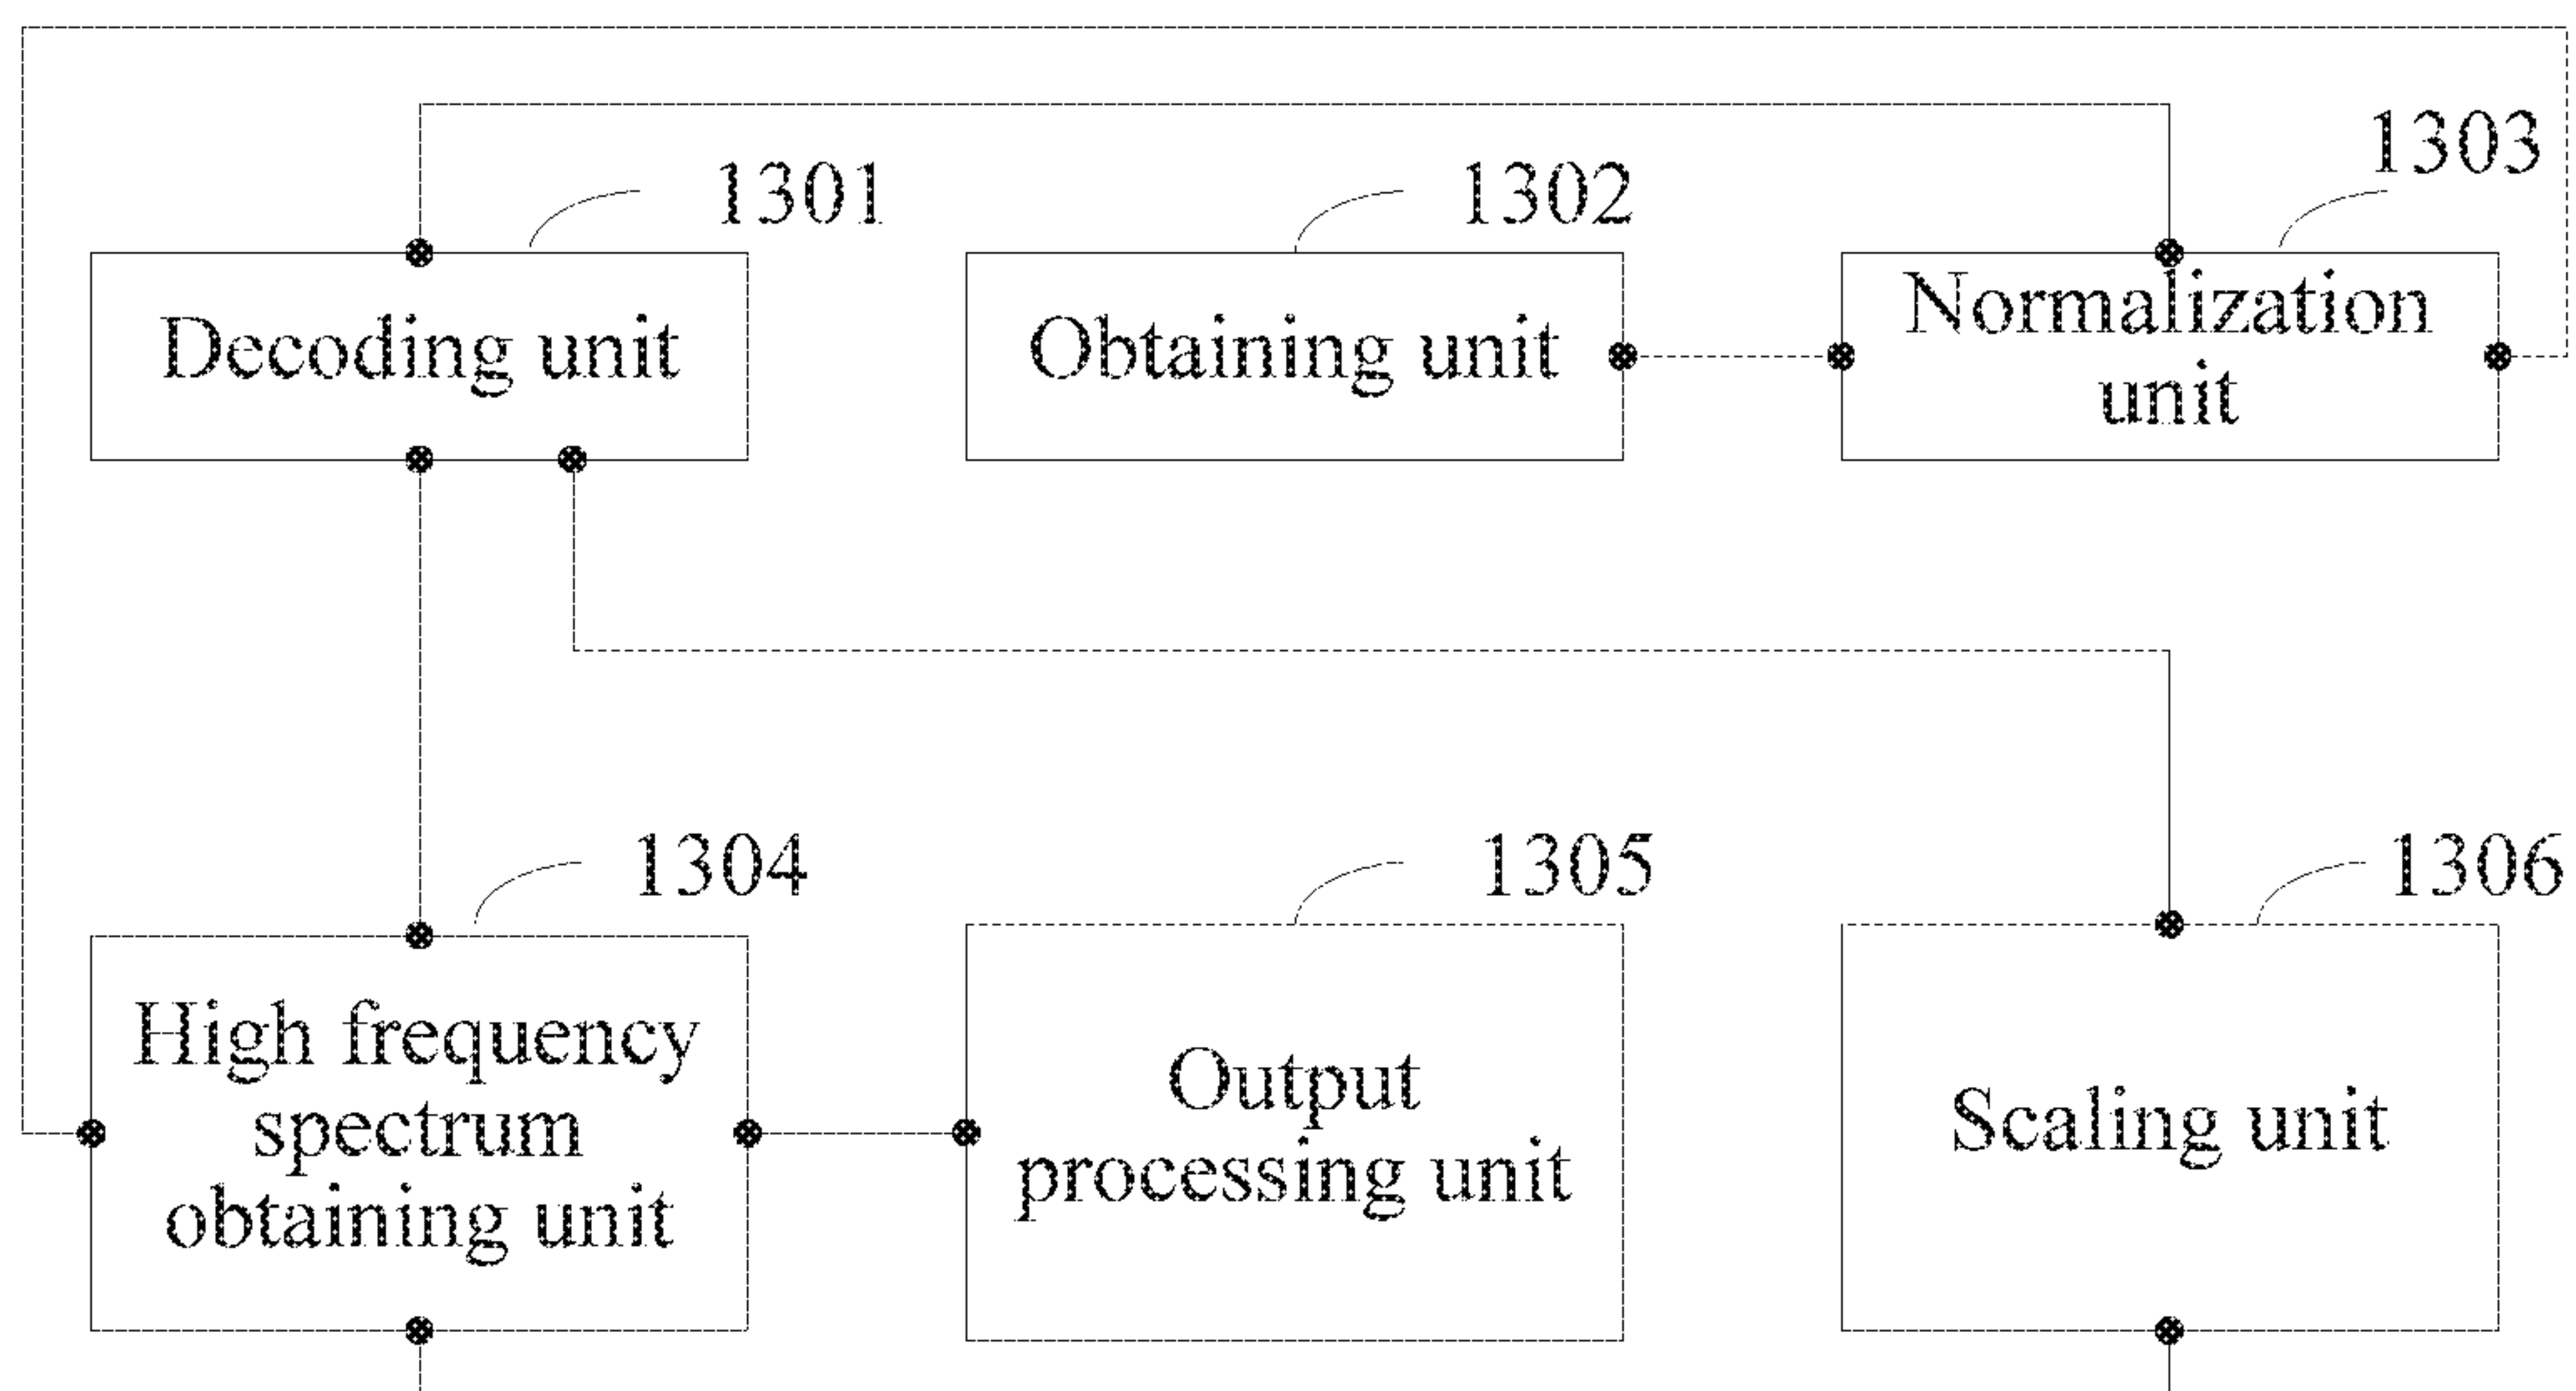 1301
1302
1303
Decoding unit
Obtaining unit
Normalization
unit
1304
1305
1306
High frequency
spectrum
obtaining unit
Output
processing unit
Scaling unit